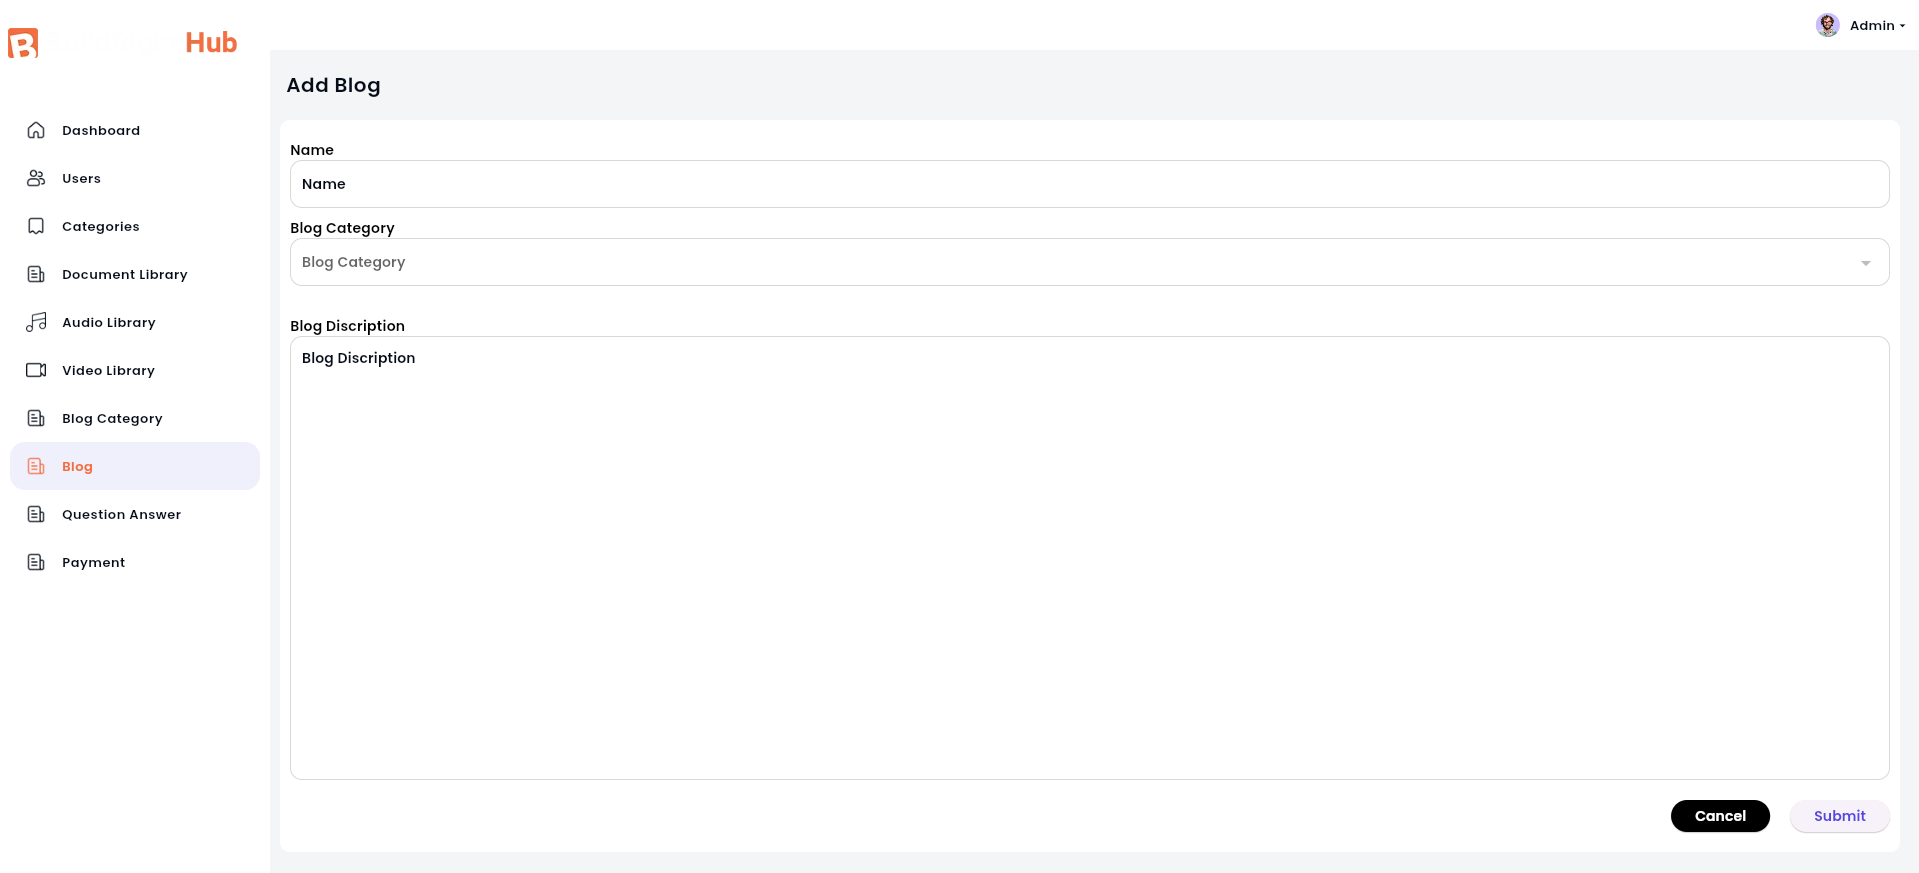 B Hub
Admin
Add Blog
Dashboard
Users
Categories
Document Library
Audio Library
Video Library
Blog Category
Blog
Question Answer
Payment
Name
Name
Blog Category
Blog Category
Blog Discription
Blog Discription
Cancel
Submit